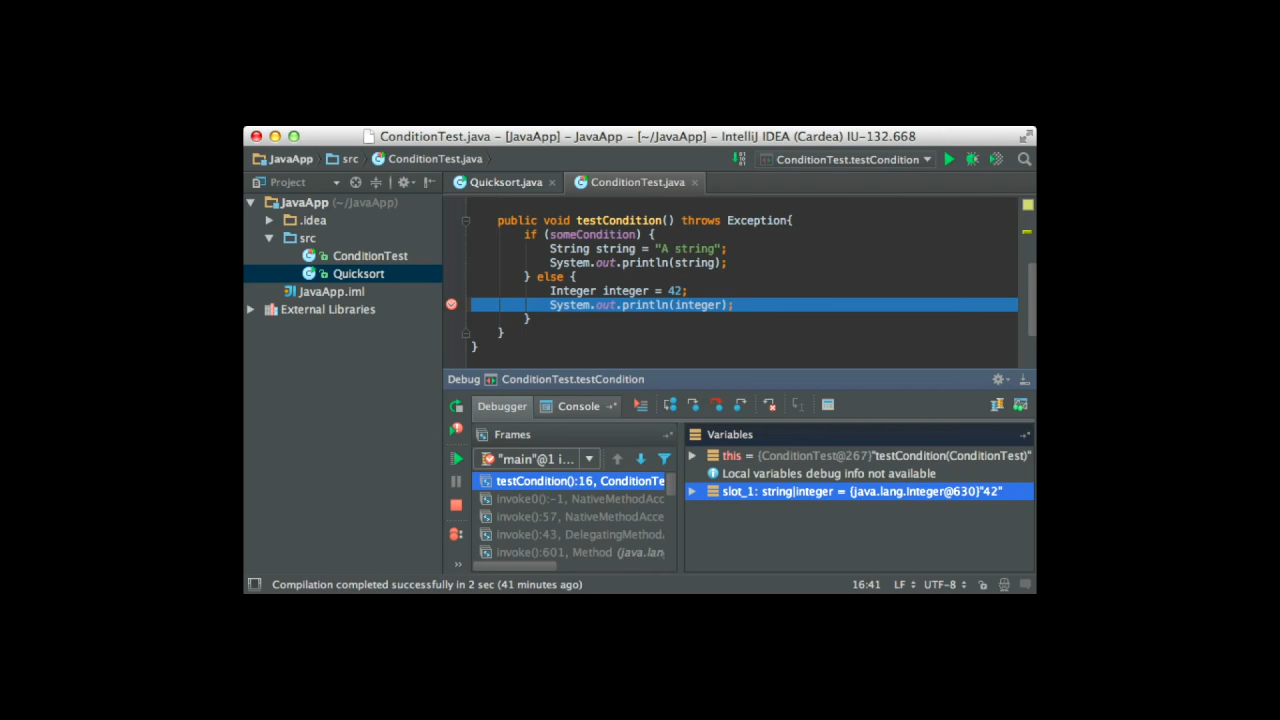 ConditionTest.java – [JavaApp] – JavaApp – [~/JavaApp] – IntelliJ IDEA (Cardea) IU-132.668
JavaApp src ConditionTest.java ConditionTest.testCondition
Project
Quicksort.java ConditionTest.java
JavaApp (~/JavaApp)
.idea
src
ConditionTest
Quicksort
JavaApp.iml
External Libraries
public void testCondition() throws Exception{
if (someCondition) {
String string = "A string";
System.out.println(string);
} else {
Integer integer = 42;
System.out.println(integer);
}
}
}
Debug ConditionTest.testCondition
Debugger Console
Frames
"main"@1 i...
testCondition():16, ConditionTe
invoke0():-1, NativeMethodAcc
invoke():57, NativeMethodAcce
invoke():43, DelegatingMethod.
invoke():601, Method (java.lan
Variables
this = {ConditionTest@267}"testCondition(ConditionTest)"
Local variables debug info not available
slot_1: string|integer = {java.lang.Integer@630}"42"
Compilation completed successfully in 2 sec (41 minutes ago) 16:41 LF UTF-8